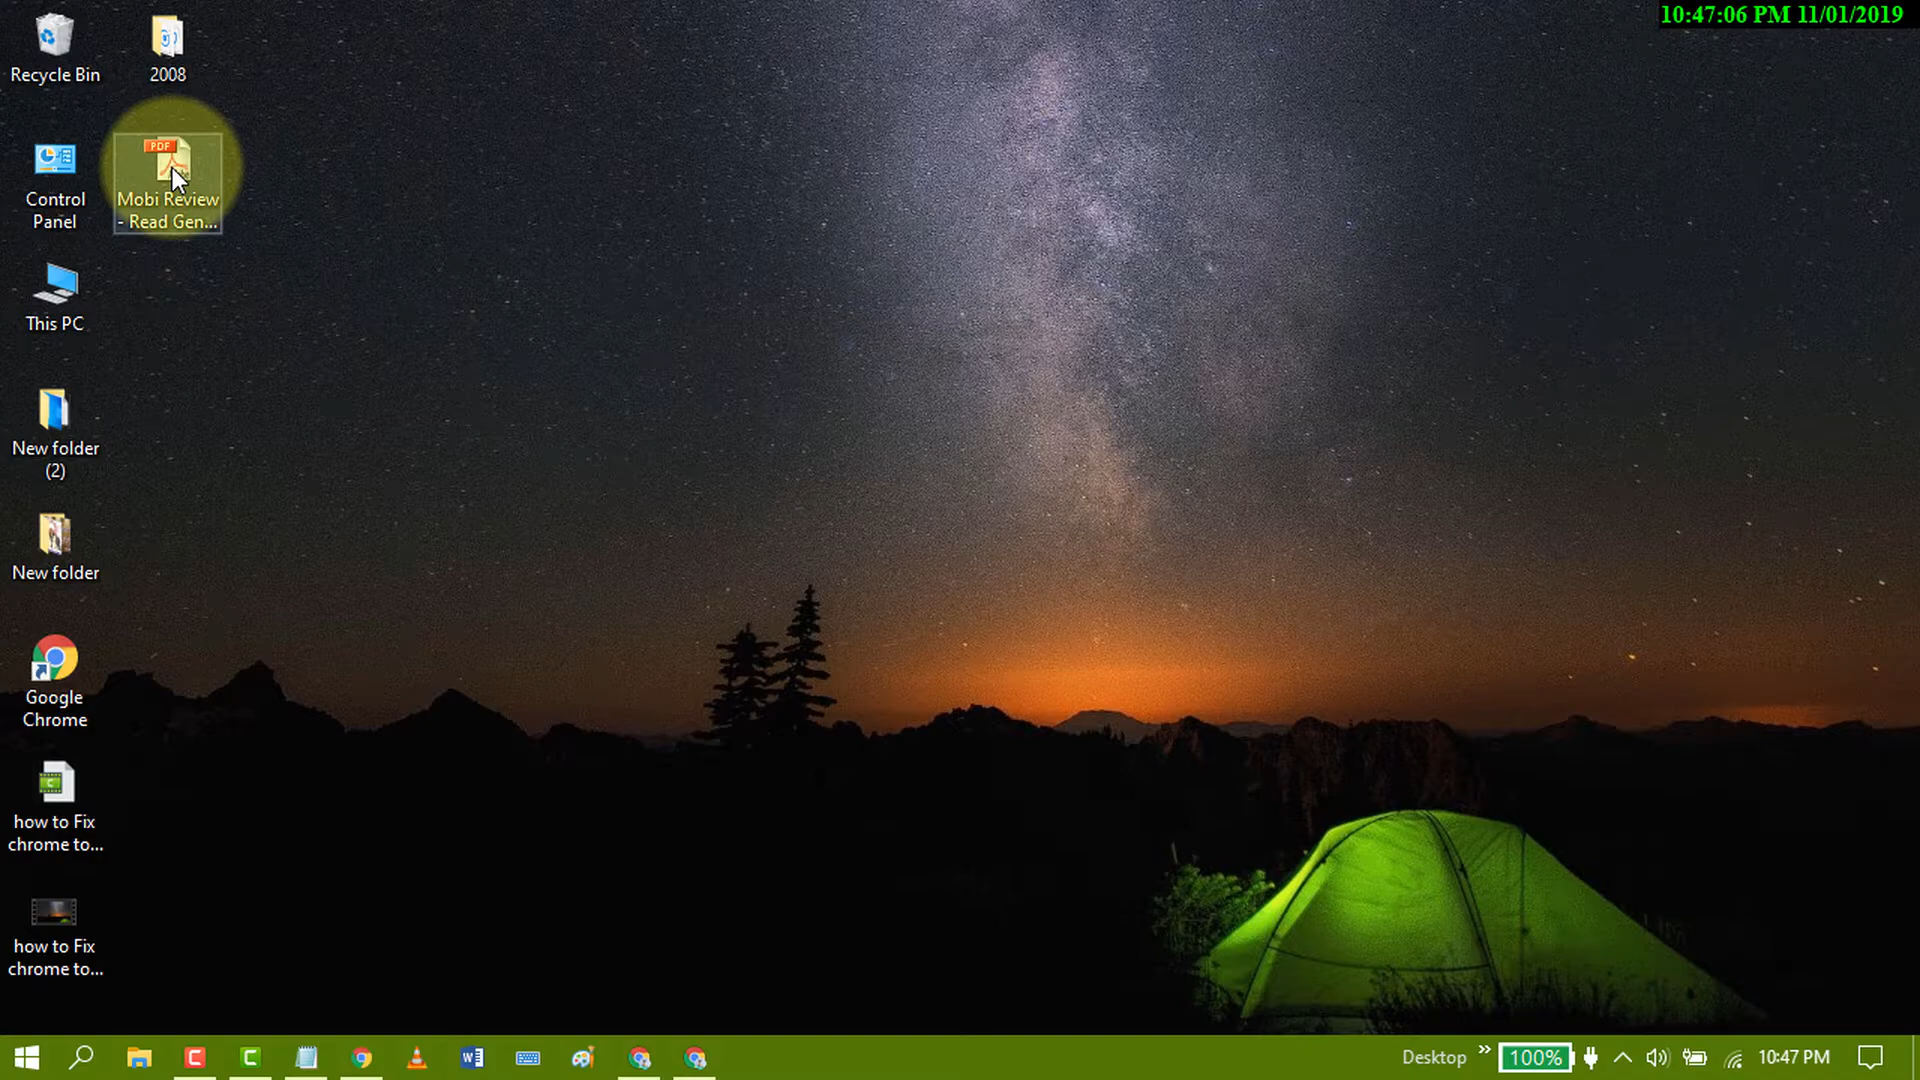 10:47:06 PM 11/01/2019
Recycle Bin
2008
Control
Panel
PDF
Mobi Review
- Read Gen...
This PC
New folder
(2)
New folder
Google
Chrome
how to Fix
chrome to...
how to Fix
chrome to...
Desktop
100%
10:47 PM